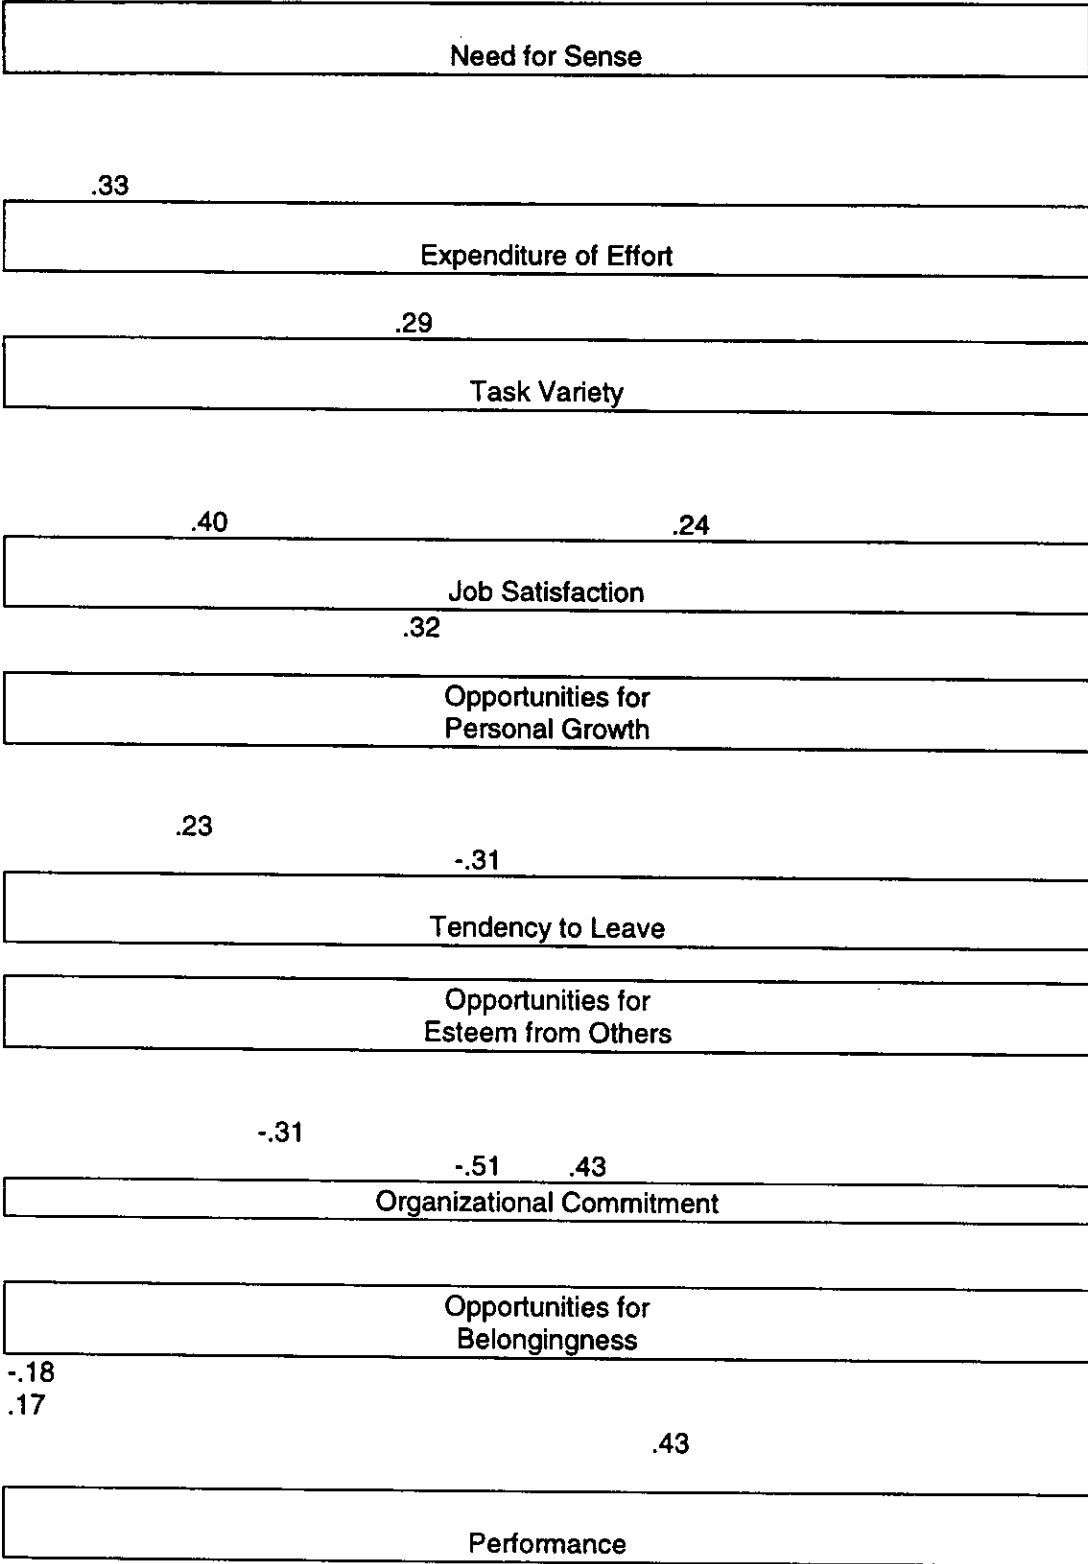 Need for Sense
.33
Expenditure of Effort
.29
Task Variety
.40 .24
Job Satisfaction
.32
Opportunities for
Personal Growth
.23
-.31
Tendency to Leave
Opportunities for
Esteem from Others
-.31
-.51 .43
Organizational Commitment
Opportunities for
Belongingness
-.18
.17
.43
Performance